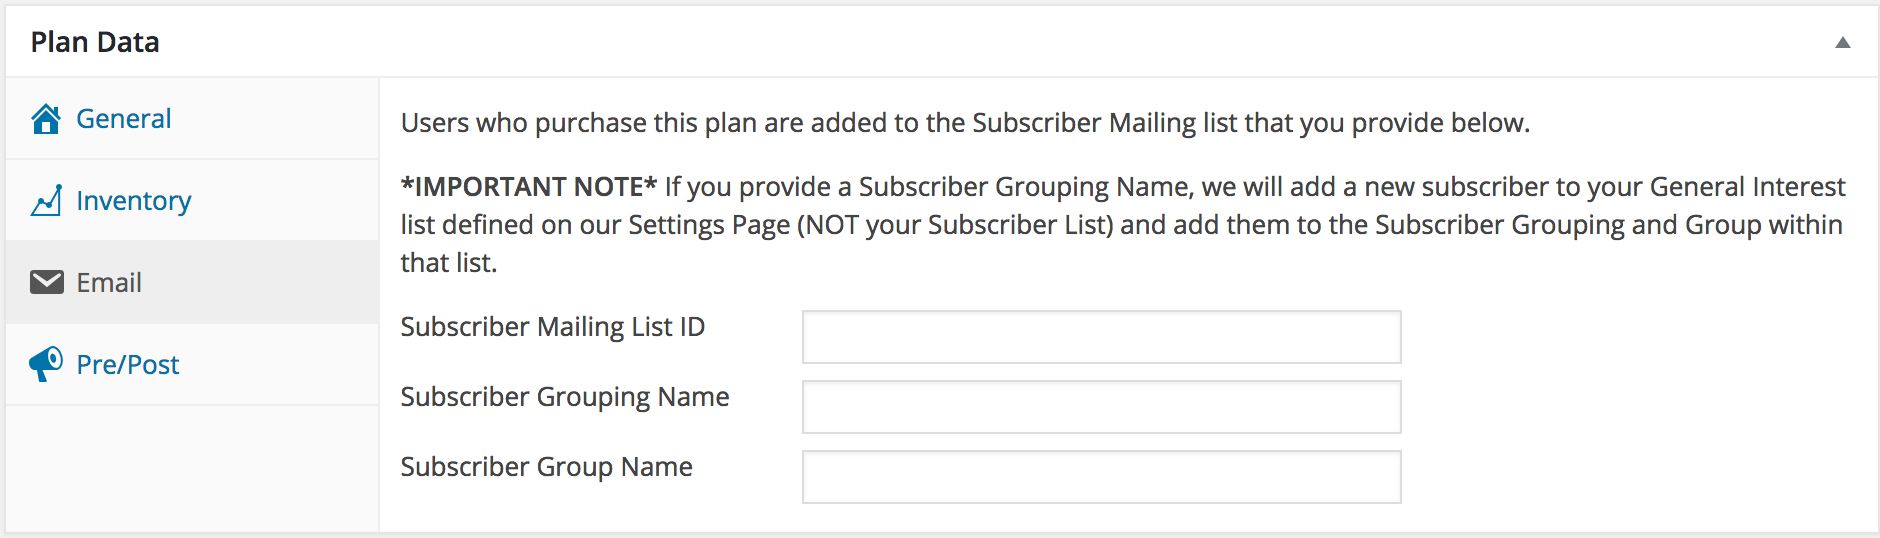 Plan Data
General
Inventory
Email
Pre/Post
Users who purchase this plan are added to the Subscriber Mailing list that you provide below.
*IMPORTANT NOTE* If you provide a Subscriber Grouping Name, we will add a new subscriber to your General Interest
list defined on our Settings Page (NOT your Subscriber List) and add them to the Subscriber Grouping and Group within
that list.
Subscriber Mailing List ID
Subscriber Grouping Name
Subscriber Group Name